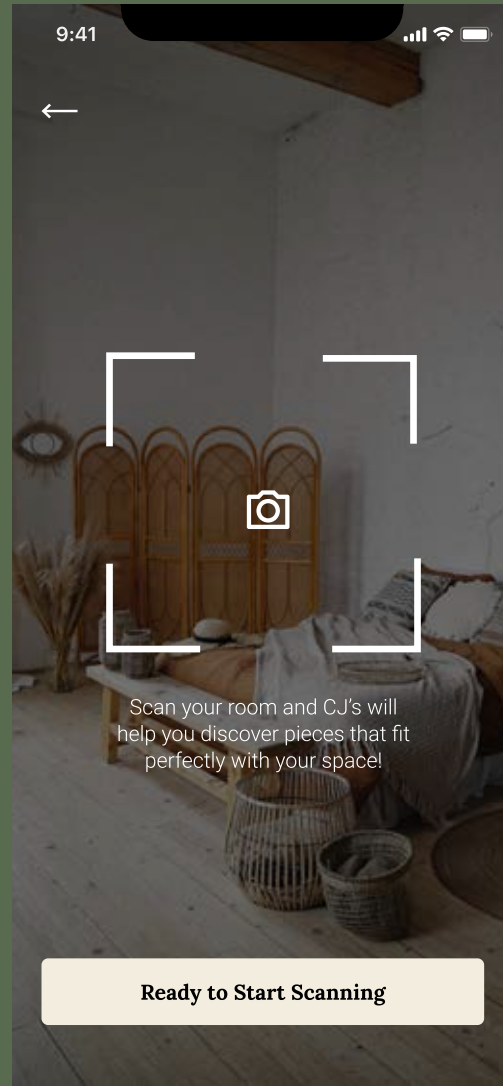 9:41
Scan your room and CJ's will
help you discover pieces that fit
perfectly with your space!
Ready to Start Scanning